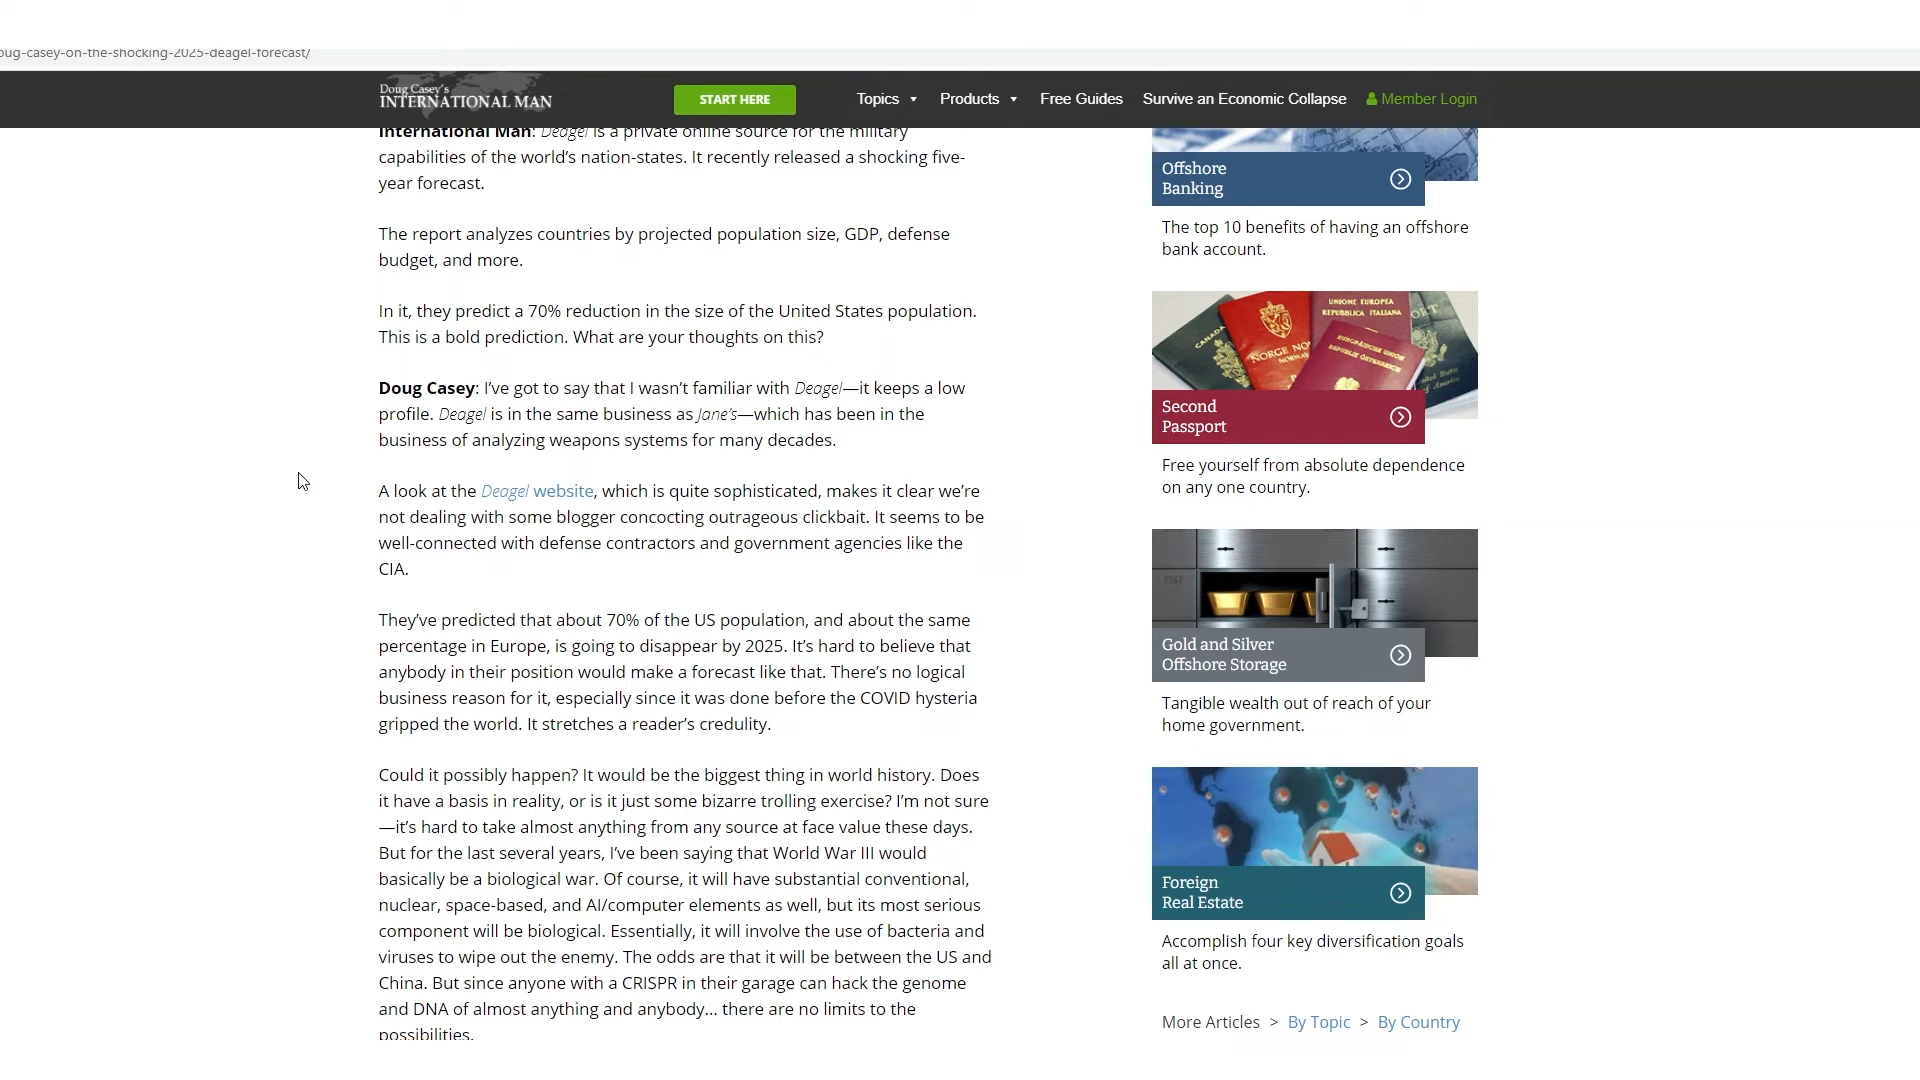 oug-casey-on-the-shocking-2025-deagel-forecast/
Doug Casey's
INTERNATIONAL MAN
START HERE
Topics
Products
Free Guides
Survive an Economic Collapse
Member Login
International Man: Deagel is a private online source for the military
capabilities of the world’s nation-states. It recently released a shocking five-
year forecast.
The report analyzes countries by projected population size, GDP, defense
budget, and more.
In it, they predict a 70% reduction in the size of the United States population.
This is a bold prediction. What are your thoughts on this?
Doug Casey: I’ve got to say that I wasn’t familiar with Deagel—it keeps a low
profile. Deagel is in the same business as Jane’s—which has been in the
business of analyzing weapons systems for many decades.
A look at the Deagel website, which is quite sophisticated, makes it clear we’re
not dealing with some blogger concocting outrageous clickbait. It seems to be
well-connected with defense contractors and government agencies like the
CIA.
They’ve predicted that about 70% of the US population, and about the same
percentage in Europe, is going to disappear by 2025. It’s hard to believe that
anybody in their position would make a forecast like that. There’s no logical
business reason for it, especially since it was done before the COVID hysteria
gripped the world. It stretches a reader’s credulity.
Could it possibly happen? It would be the biggest thing in world history. Does
it have a basis in reality, or is it just some bizarre trolling exercise? I’m not sure
—it’s hard to take almost anything from any source at face value these days.
But for the last several years, I’ve been saying that World War III would
basically be a biological war. Of course, it will have substantial conventional,
nuclear, space-based, and AI/computer elements as well, but its most serious
component will be biological. Essentially, it will involve the use of bacteria and
viruses to wipe out the enemy. The odds are that it will be between the US and
China. But since anyone with a CRISPR in their garage can hack the genome
and DNA of almost anything and anybody… there are no limits to the
possibilities.
Offshore
Banking
The top 10 benefits of having an offshore
bank account.
UNIONE EUROPEA
REPUBBLICA ITALIANA
CANADA
NORGE
EUROPÄISCHE UNION
REPUBLIK ÖSTERREICH
Second
Passport
Free yourself from absolute dependence
on any one country.
Gold and Silver
Offshore Storage
Tangible wealth out of reach of your
home government.
Foreign
Real Estate
Accomplish four key diversification goals
all at once.
More Articles > By Topic > By Country